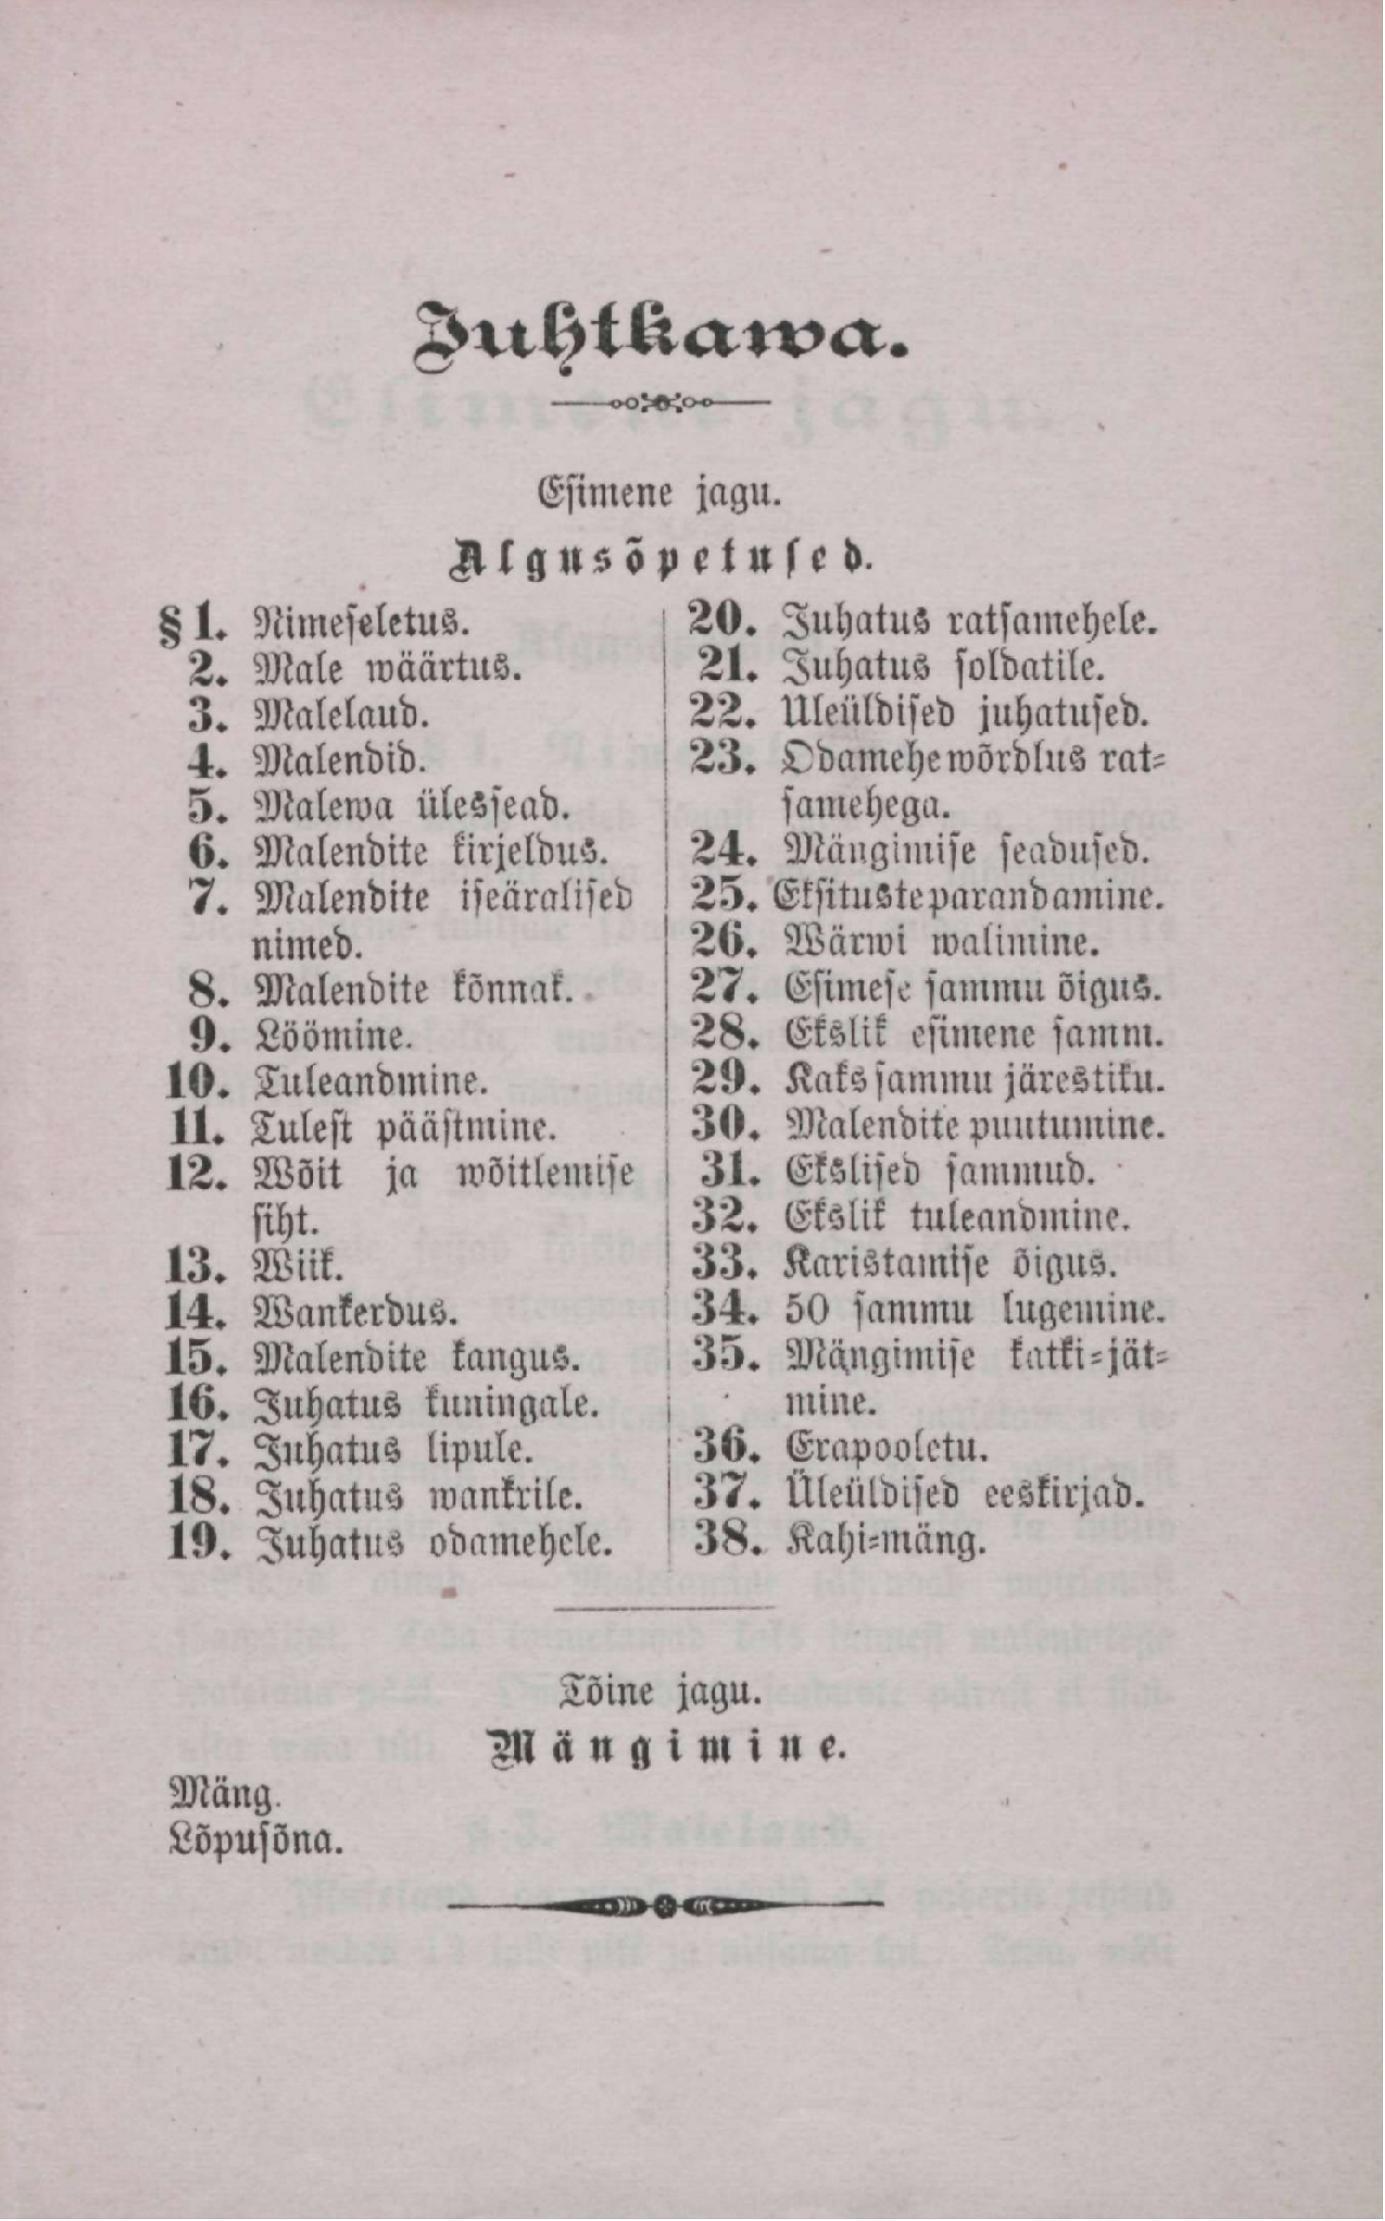 Juhtkawa.
Esimene jagu.
Algusõpetused.
§ 1. Nimeseletus.
2. Male wäärtus.
3. Malelaud.
4. Malendid.
5. Malewa ülessead.
6. Malendite kirjeldus.
7. Malendite iseäralised
nimed.
8. Malendite kõnnak.
9. Löömine.
10. Tuleandmine.
11. Tulest päästmine.
12. Wõit ja wõitlemise
siht.
13. Wiik.
14. Wankerdus.
15. Malendite kangus.
16. Juhatus kuningale.
17. Juhatus lipule.
18. Juhatus wankrile.
19. Juhatus odamehele.
20. Juhatus ratsamehele.
21. Juhatus soldatile.
22. Uleüldised juhatused.
23. Odamehe wõrdlus rat-
samehega.
24. Mängimise seadused.
25. Eksituste parandamine.
26. Wärwi walimine.
27. Esimese sammu õigus.
28. Ekslik esimene samm.
29. Kaks sammu järestiku.
30. Malendite puutumine.
31. Ekslised sammud.
32. Ekslik tuleandmine.
33. Karistamise õigus.
34. 50 sammu lugemine.
35. Mängimise katki-jät-
mine.
36. Erapooletu.
37. Üleüldised eeskirjad.
38. Kahi-mäng.
Tõine jagu.
Mängimine.
Mäng.
Lõpusõna.